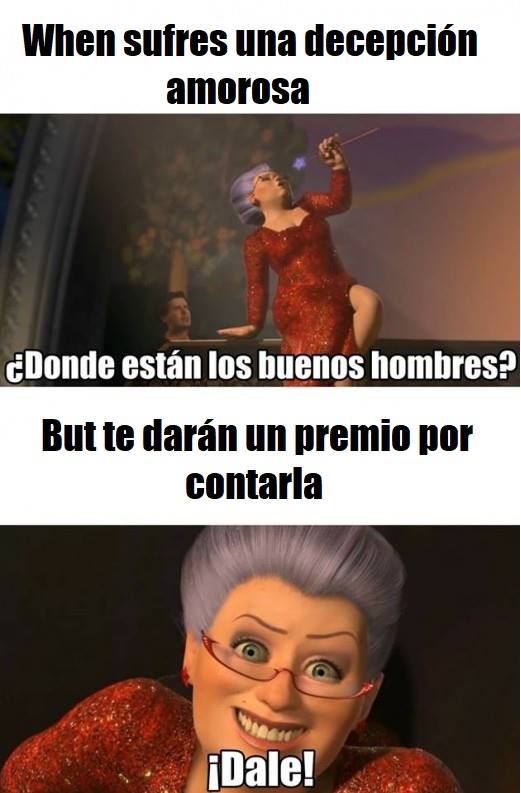 When sufres una decepción
amorosa
¿Donde están los buenos hombres?
But te darán un premio por
contarla
¡Dale!